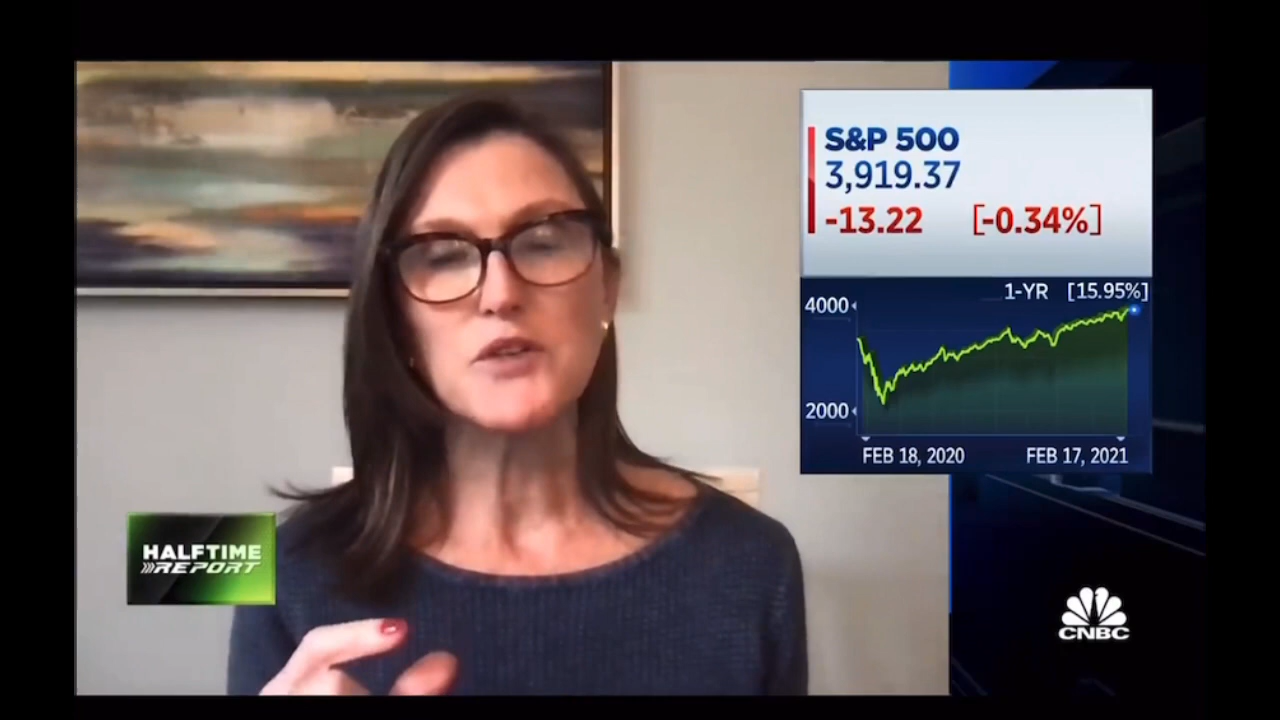 S&P 500
3,919.37
-13.22 [-0.34%]
1-YR [15.95%]
4000
2000
FEB 18, 2020 FEB 17, 2021
HALFTIME
REPORT
CNBC